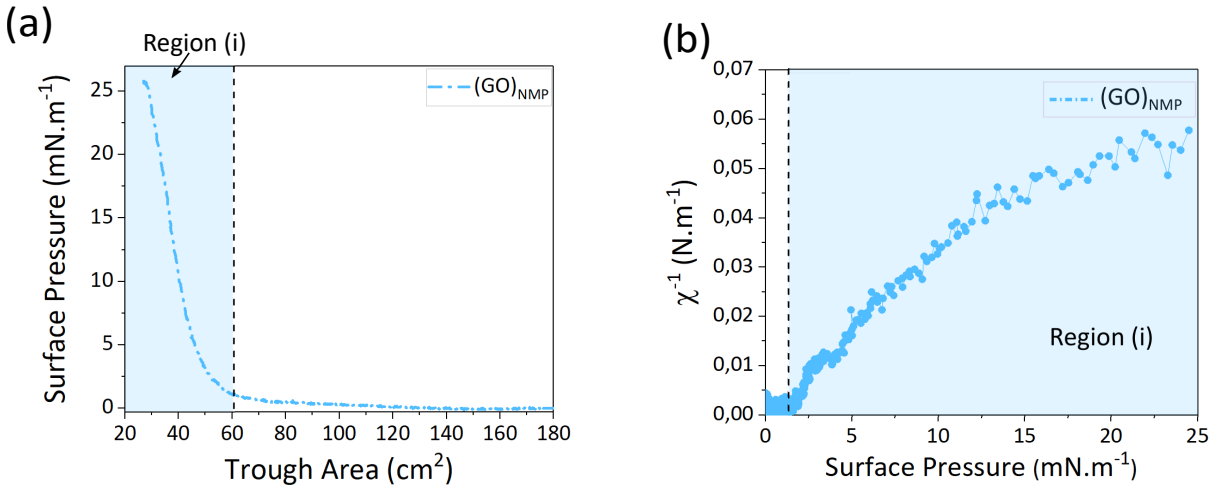 (a)
Region (i)
(GO)NMP
Surface Pressure (mN.m-1)
25
20
15
10
5
0
20 40 60 80 100 120 140 160 180
Trough Area (cm2)
(b)
(GO)NMP
χ-1 (N.m-1)
0,07
0,06
0,05
0,04
0,03
0,02
0,01
0,00
Region (i)
0 5 10 15 20 25
Surface Pressure (mN.m-1)